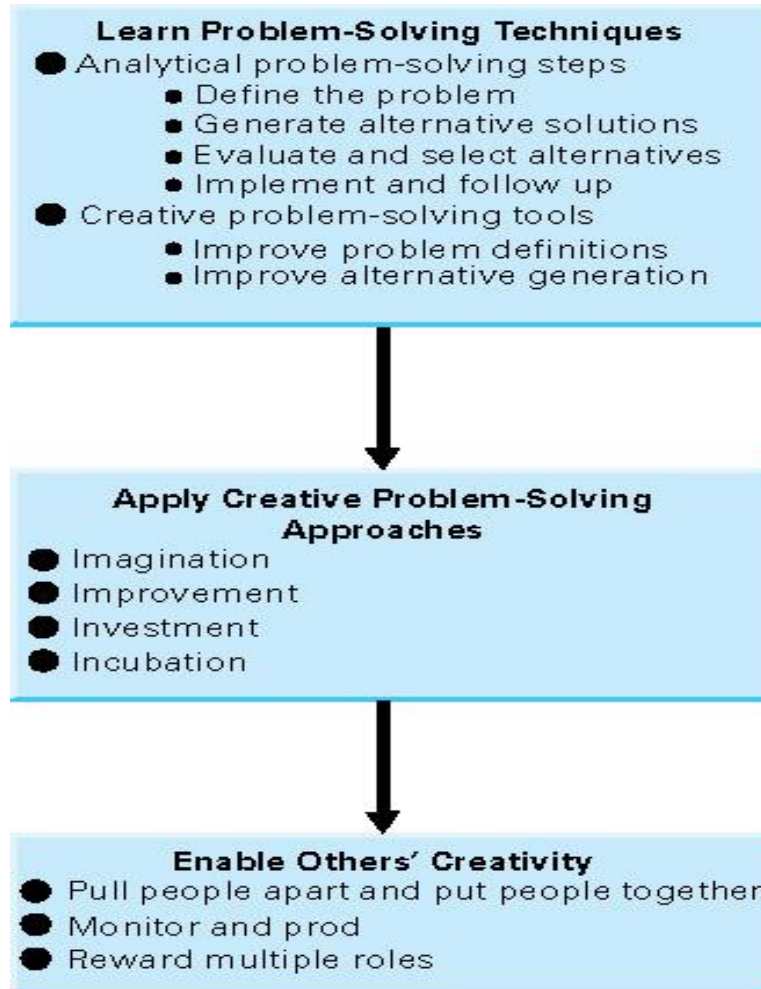 Learn Problem-Solving Techniques
● Analytical problem-solving steps
● Define the problem
● Generate alternative solutions
● Evaluate and select alternatives
● Implement and follow up
● Creative problem-solving tools
● Improve problem definitions
● Improve alternative generation
Apply Creative Problem-Solving
Approaches
● Imagination
● Improvement
● Investment
● Incubation
Enable Others’ Creativity
● Pull people apart and put people together
● Monitor and prod
● Reward multiple roles